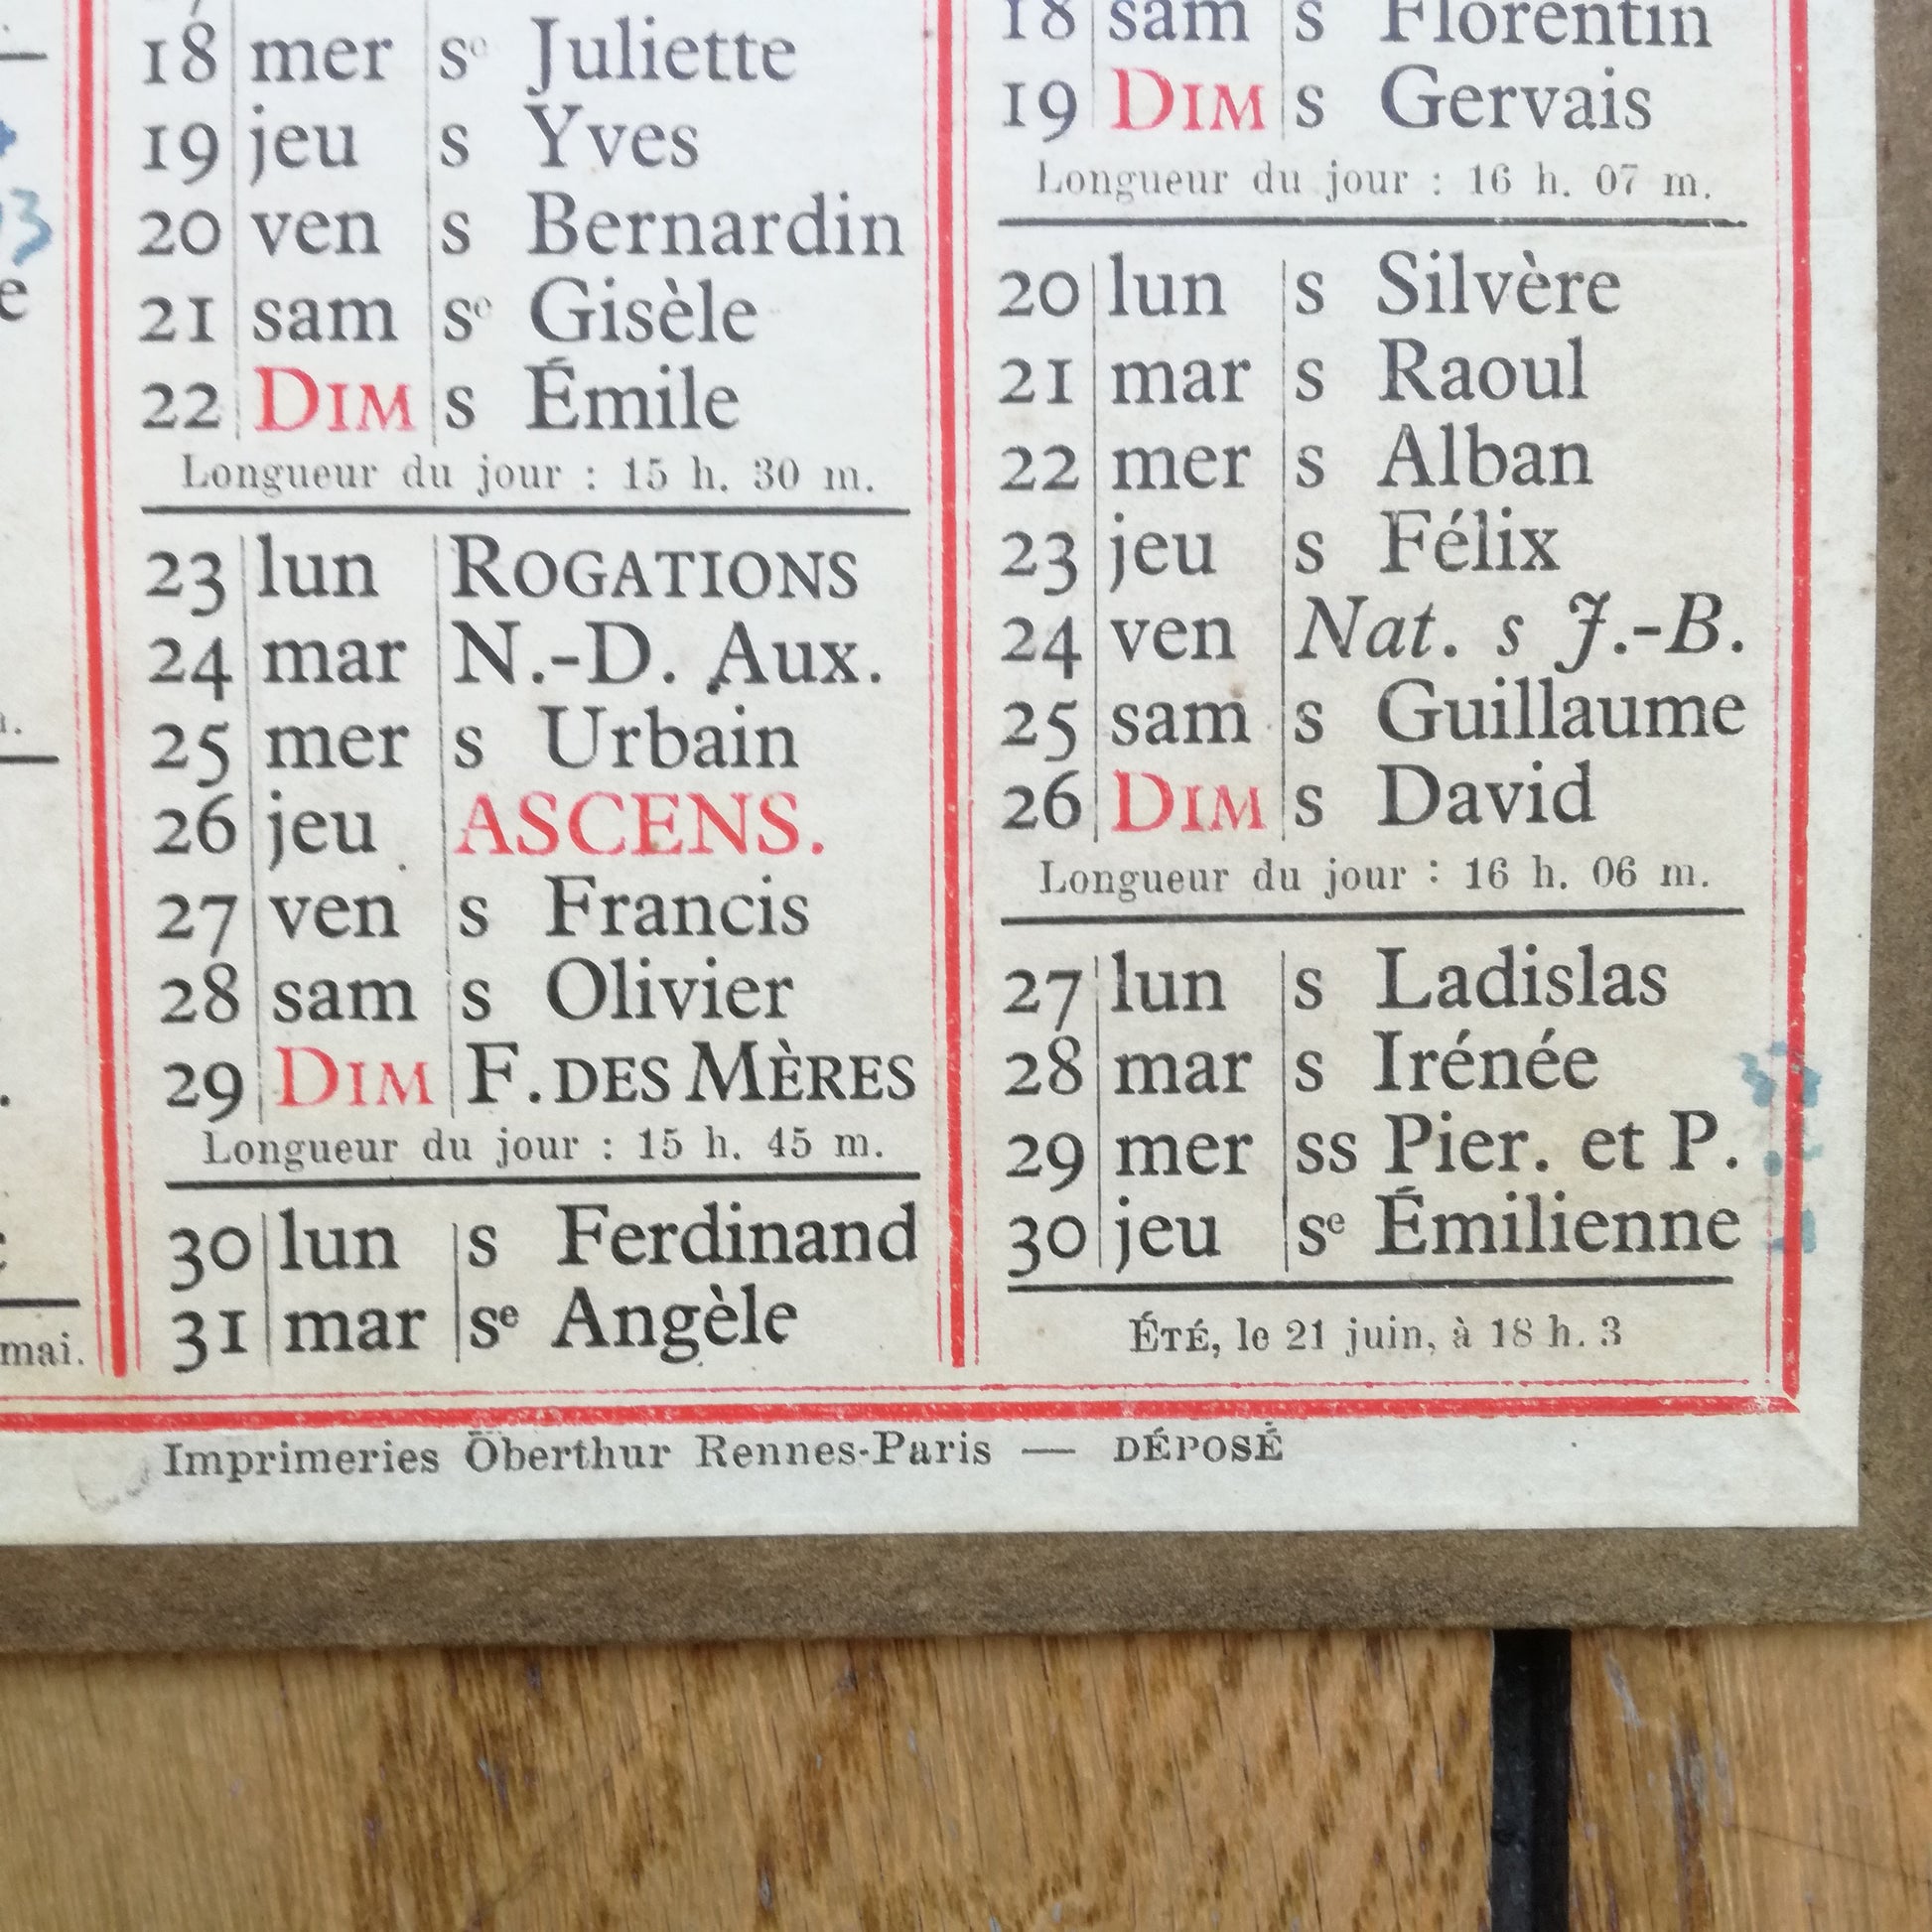 18 mer sᵉ Juliette
19 jeu s Yves
20 ven s Bernardin
21 sam sᵉ Gisèle
22 DIM s Émile
Longueur du jour : 15 h. 30 m.
23 lun ROGATIONS
24 mar N.-D. Aux.
25 mer s Urbain
26 jeu ASCENS.
27 ven s Francis
28 sam s Olivier
29 DIM F. DES MÈRES
Longueur du jour : 15 h. 45 m.
30 lun s Ferdinand
31 mar sᵉ Angèle
18 sam s Florentin
19 DIM s Gervais
Longueur du jour : 16 h. 07 m.
20 lun s Silvère
21 mar s Raoul
22 mer s Alban
23 jeu s Félix
24 ven Nat. s J.-B.
25 sam s Guillaume
26 DIM s David
Longueur du jour : 16 h. 06 m.
27 lun s Ladislas
28 mar s Irénée
29 mer ss Pier. et P.
30 jeu sᵉ Émilienne
ÉTÉ, le 21 juin, à 18 h. 3
mai.
Imprimeries Oberthur Rennes-Paris — DÉPOSÉ